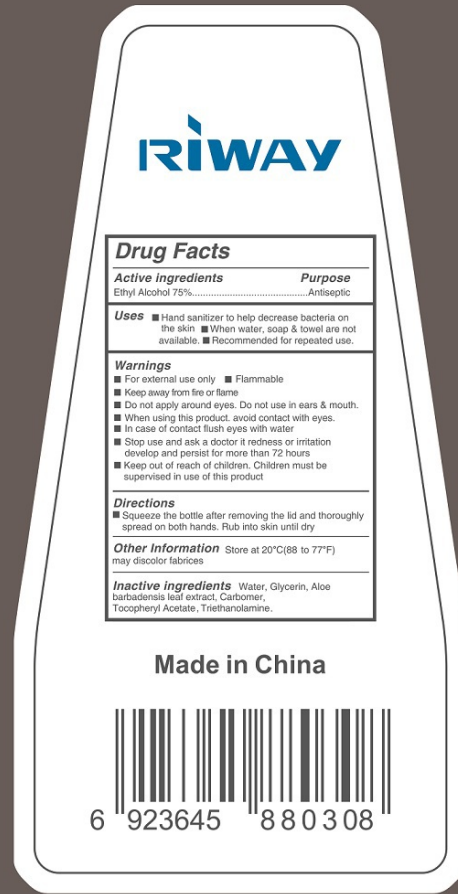 RiWAY
Drug Facts
Active ingredients Purpose
Ethyl Alcohol 75%..........................................Antiseptic
Uses ■ Hand sanitizer to help decrease bacteria on
the skin ■ When water, soap & towel are not
available. ■ Recommended for repeated use.
Warnings
■ For external use only ■ Flammable
■ Keep away from fire or flame
■ Do not apply around eyes. Do not use in ears & mouth.
■ When using this product. avoid contact with eyes.
■ In case of contact flush eyes with water
■ Stop use and ask a doctor it redness or irritation
develop and persist for more than 72 hours
■ Keep out of reach of children. Children must be
supervised in use of this product
Directions
■ Squeeze the bottle after removing the lid and thoroughly
spread on both hands. Rub into skin until dry
Other Information Store at 20°C(88 to 77°F)
may discolor fabrices
Inactive ingredients Water, Glycerin, Aloe
barbadensis leaf extract, Carbomer,
Tocopheryl Acetate, Triethanolamine.
Made in China
6 923645 880308